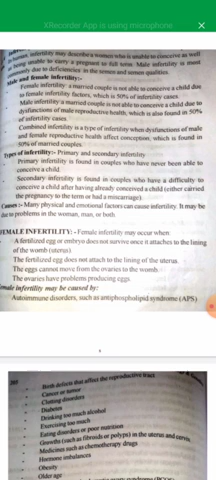 XRecorder App is using microphone
infertility may describe a women who is unable to conceive as well
being unable to carry a pregnant to full term. Male infertility is most
commonly due to deficiencies in the semen and semen qualities.
Male and female infertility:-
Female infertility: a married couple is not able to conceive a child due
to female infertility factors, which is 50% of infertility cases.
Male infertility is a married couple is not able to conceive a child due to
dysfunctions of male reproductive health, which is also found in 50%
of infertility cases.
Combined infertility is a type of infertility when dysfunctions of male
and female reproductive health affect conception, which is found in
50% of married couples.
Types of infertility:- Primary and secondary infertility
Primary infertility is found in couples who have never been able to
conceive a child.
Secondary infertility is found in couples who have a difficulty to
conceive a child after having already conceived a child (either carried
the pregnancy to the term or had a miscarriage).
Causes :- Many physical and emotional factors can cause infertility. It may be
due to problems in the woman, man, or both.
FEMALE INFERTILITY: - Female infertility may occur when:
A fertilized egg or embryo does not survive once it attaches to the lining
of the womb (uterus).
The fertilized egg does not attach to the lining of the uterus.
The eggs cannot move from the ovaries to the womb.
The ovaries have problems producing eggs.
Female infertility may be caused by:
Autoimmune disorders, such as antiphospholipid syndrome (APS)
Birth defects that affect the reproductive tract
Cancer or tumor
Clotting disorders
Diabetes
Drinking too much alcohol
Exercising too much
Eating disorders or poor nutrition
Growths (such as fibroids or polyps) in the uterus and cervix
Medicines such as chemotherapy drugs
Hormone imbalances
Obesity
Older age